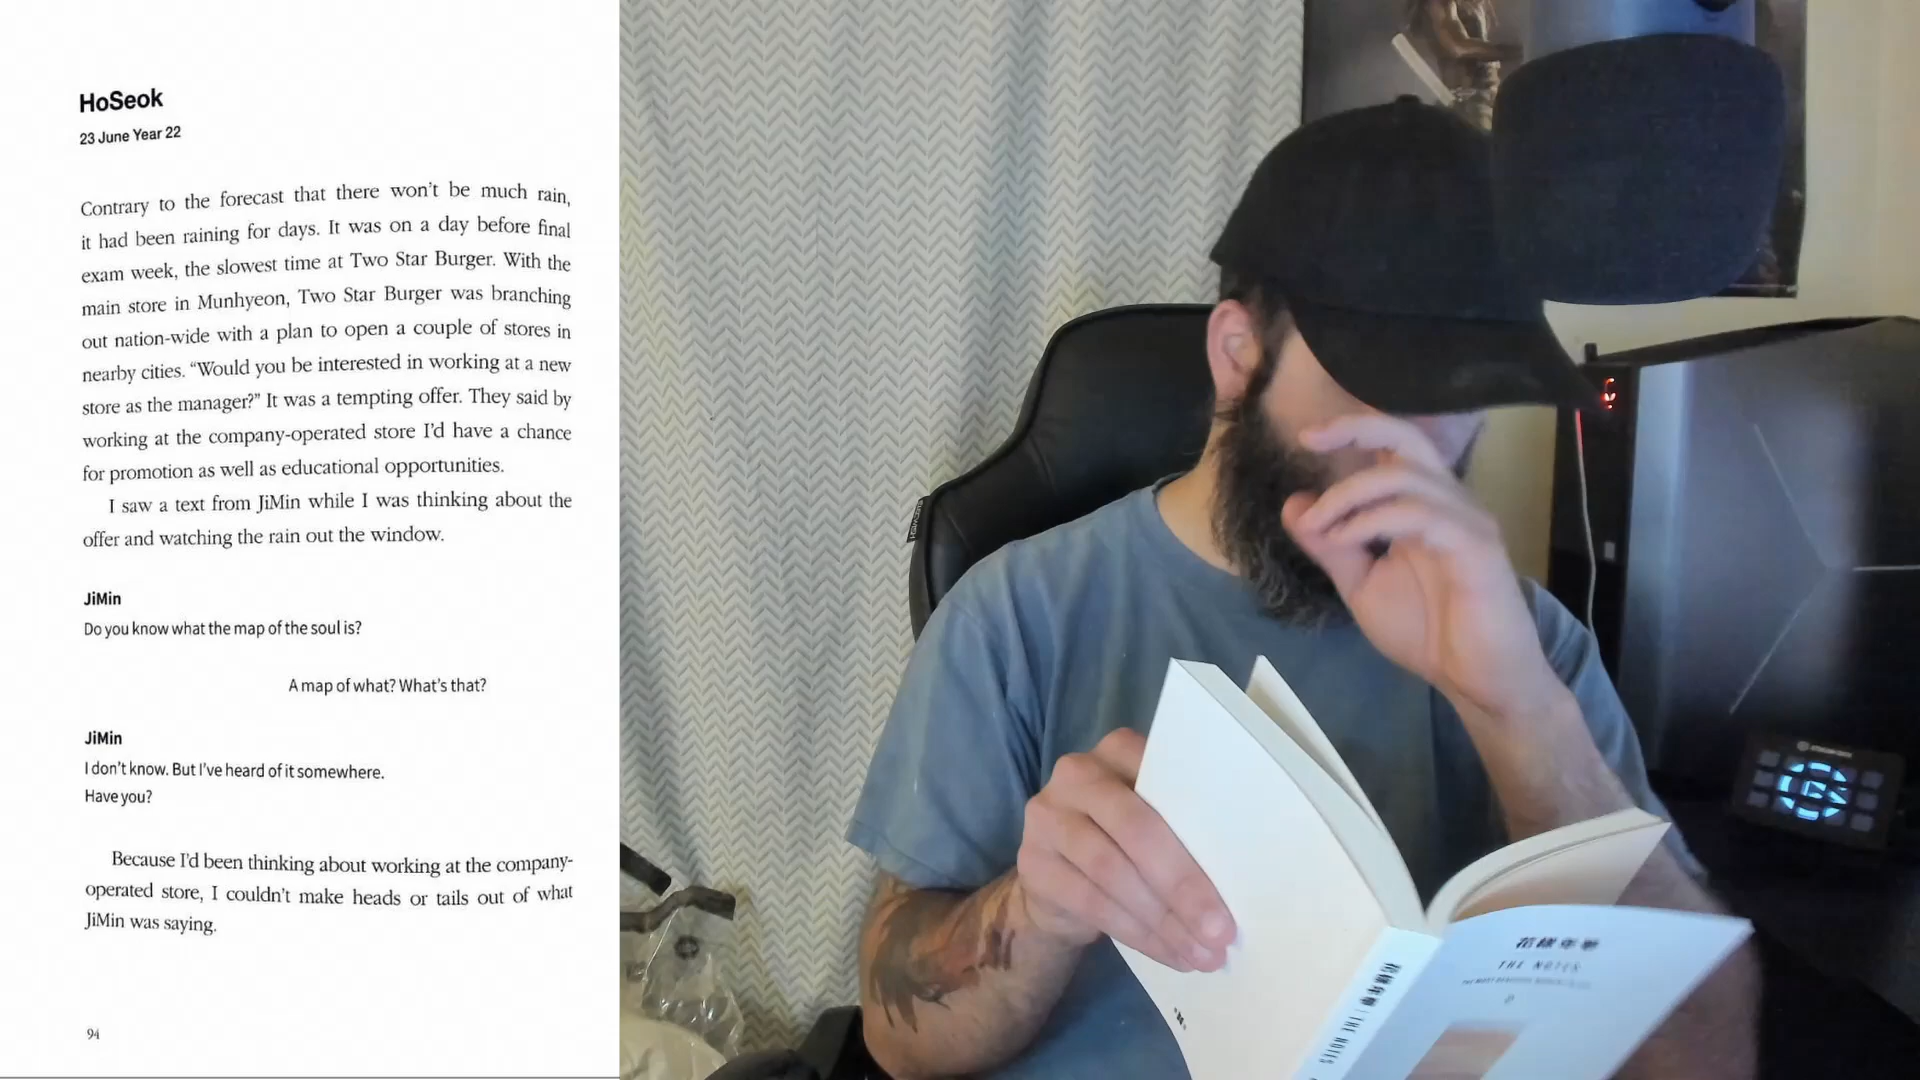 HoSeok
23 June Year 22
Contrary to the forecast that there won't be much rain,
it had been raining for days. It was on a day before final
exam week, the slowest time at Two Star Burger. With the
main store in Munhyeon, Two Star Burger was branching
out nation-wide with a plan to open a couple of stores in
nearby cities. “Would you be interested in working at a new
store as the manager?” It was a tempting offer. They said by
working at the company-operated store I'd have a chance
for promotion as well as educational opportunities.
I saw a text from JiMin while I was thinking about the
offer and watching the rain out the window.
JiMin
Do you know what the map of the soul is?
A map of what? What's that?
JiMin
I don't know. But I've heard of it somewhere.
Have you?
Because I'd been thinking about working at the company-
operated store, I couldn't make heads or tails out of what
JiMin was saying.
94
花樣年華
THE NOTES
花樣年華 | THE NOTES